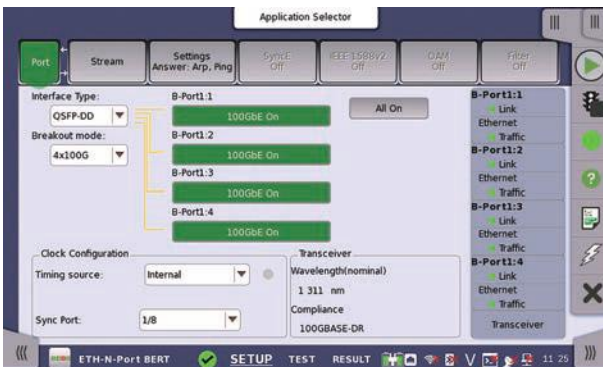 Application Selector
Port
Stream
Settings
Answer: Arp, Ping
SyncE
Off
IEEE 1588v2
Off
OAM
Off
Filter
Off
Interface Type:
QSFP-DD
Breakout mode:
4x100G
B-Port1:1
100GbE On
B-Port1:2
100GbE On
B-Port1:3
100GbE On
B-Port1:4
100GbE On
All On
B-Port1:1
Link
Ethernet
Traffic
B-Port1:2
Link
Ethernet
Traffic
B-Port1:3
Link
Ethernet
Traffic
B-Port1:4
Link
Ethernet
Traffic
Transceiver
Clock Configuration
Timing source:
Internal
Sync Port:
1/8
Transceiver
Wavelength(nominal)
1 311 nm
Compliance
100GBASE-DR
ETH-N-Port BERT
SETUP
TEST
RESULT
V
11 25